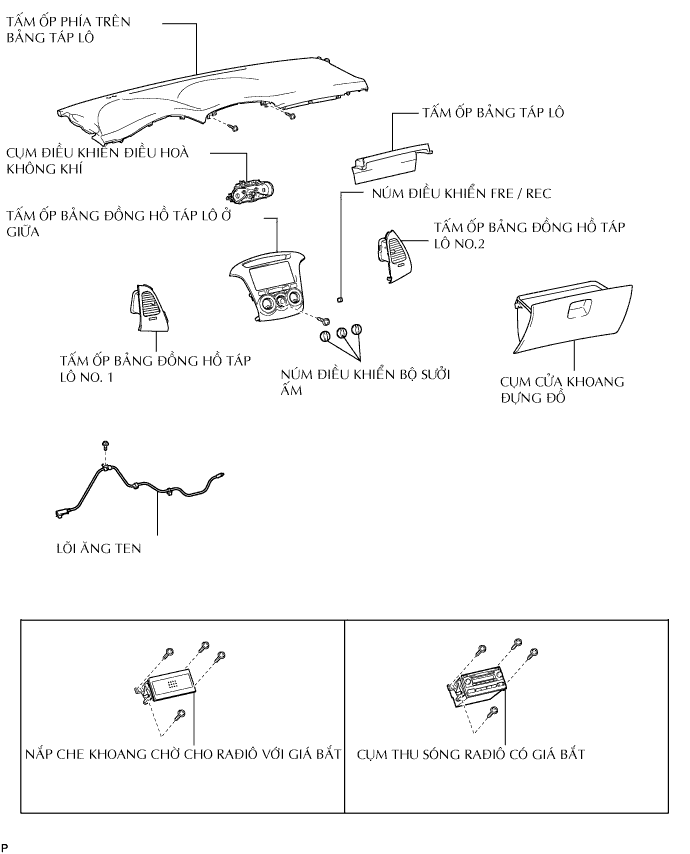 TẤM ỐP PHÍA TRÊN
BẢNG TÁP LÔ
TẤM ỐP BẢNG TÁP LÔ
CỤM ĐIỀU KHIỂN ĐIỀU HOÀ
KHÔNG KHÍ
NÚM ĐIỀU KHIỂN FRE / REC
TẤM ỐP BẢNG ĐỒNG HỒ TÁP LÔ Ở
GIỮA
TẤM ỐP BẢNG ĐỒNG HỒ TÁP
LÔ NO.2
TẤM ỐP BẢNG ĐỒNG HỒ TÁP
LÔ NO. 1
NÚM ĐIỀU KHIỂN BỘ SƯỞI
ẤM
CỤM CỬA KHOANG
ĐỰNG ĐỒ
LÕI ĂNG TEN
NẮP CHE KHOANG CHỜ CHO RAĐIÔ VỚI GIÁ BẮT
CỤM THU SÓNG RAĐIÔ CÓ GIÁ BẮT
P